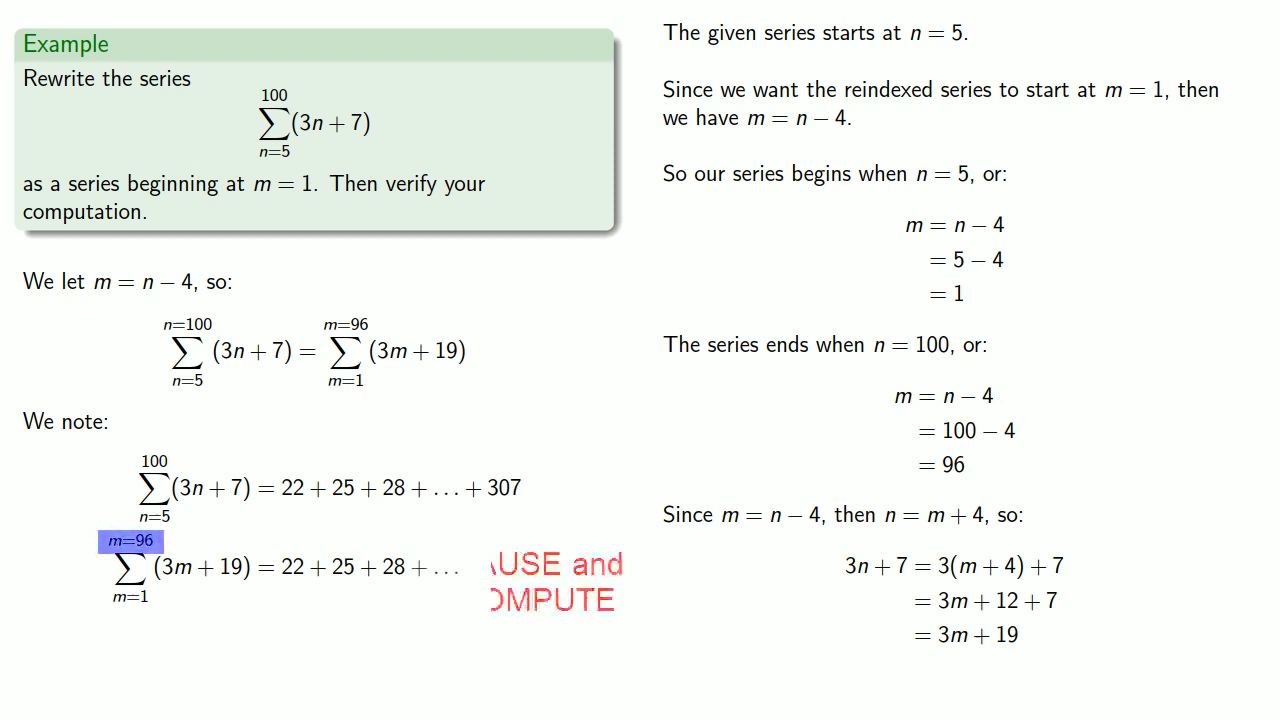 Example
Rewrite the series
100
∑(3n + 7)
n=5
as a series beginning at m = 1. Then verify your
computation.
We let m = n − 4, so:
n=100 m=96
∑ (3n + 7) = ∑ (3m + 19)
n=5 m=1
We note:
100
∑(3n + 7) = 22 + 25 + 28 + … + 307
n=5
m=96
∑ (3m + 19) = 22 + 25 + 28 + …
m=1
and
The given series starts at n = 5.
Since we want the reindexed series to start at m = 1, then
we have m = n − 4.
So our series begins when n = 5, or:
m = n − 4
= 5 − 4
= 1
The series ends when n = 100, or:
m = n − 4
= 100 − 4
= 96
Since m = n − 4, then n = m + 4, so:
3n + 7 = 3(m + 4) + 7
= 3m + 12 + 7
= 3m + 19